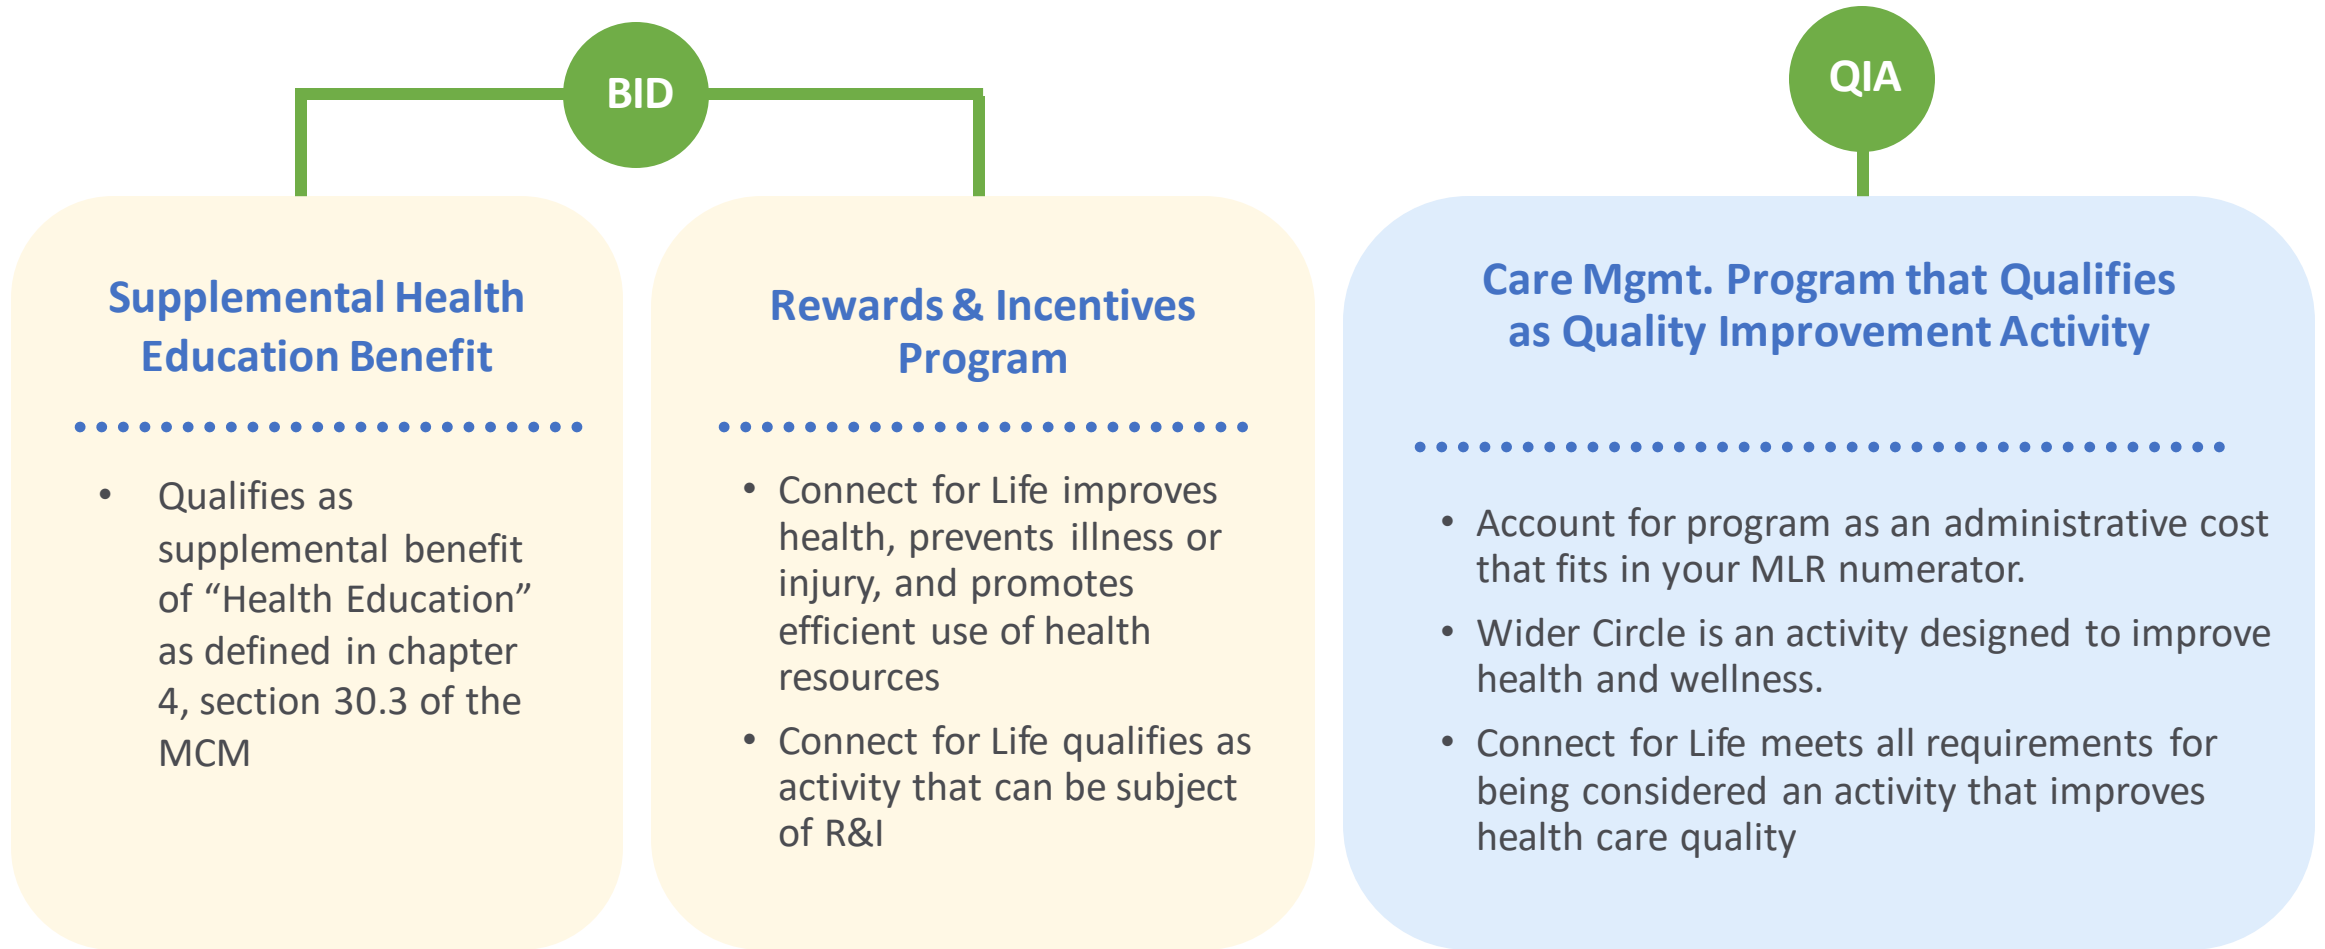 BID
QIA
Supplemental Health
Education Benefit
• Qualifies as
supplemental benefit
of “Health Education”
as defined in chapter
4, section 30.3 of the
MCM
Rewards & Incentives
Program
• Connect for Life improves
health, prevents illness or
injury, and promotes
efficient use of health
resources
• Connect for Life qualifies as
activity that can be subject
of R&I
Care Mgmt. Program that Qualifies
as Quality Improvement Activity
• Account for program as an administrative cost
that fits in your MLR numerator.
• Wider Circle is an activity designed to improve
health and wellness.
• Connect for Life meets all requirements for
being considered an activity that improves
health care quality